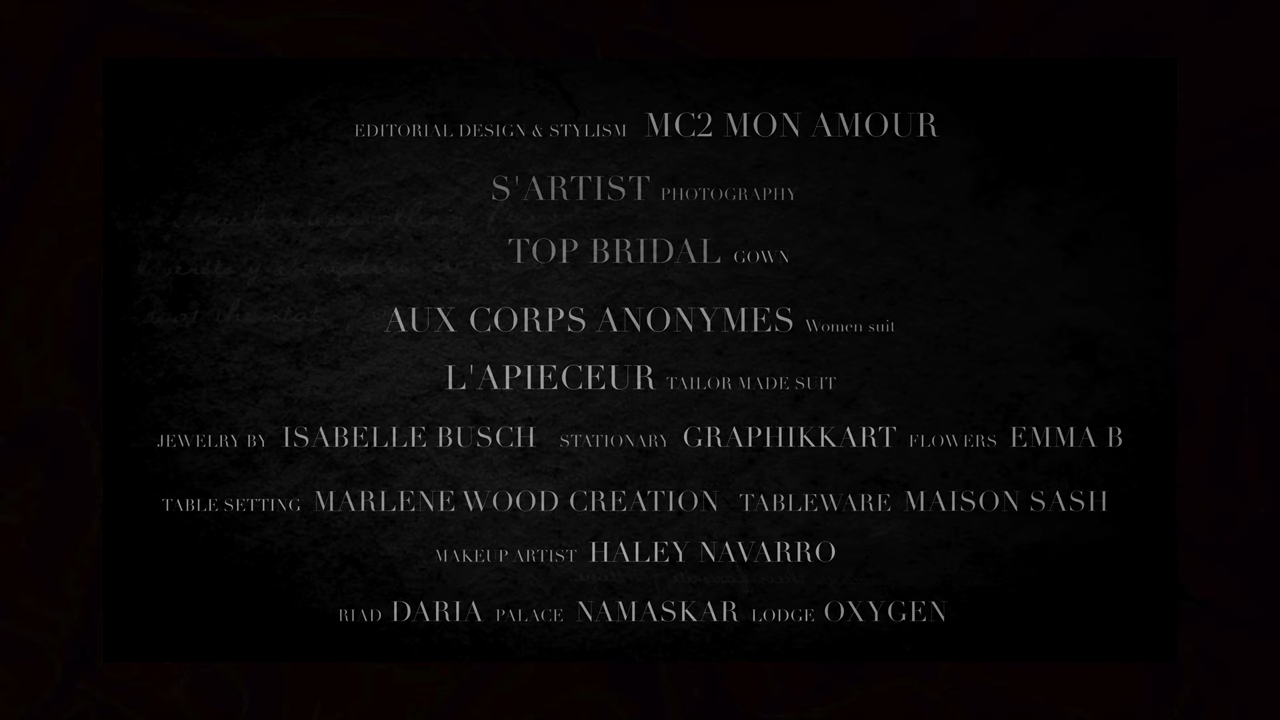 EDITORIAL DESIGN & STYLISM MC2 MON AMOUR
S'ARTIST PHOTOGRAPHY
TOP BRIDAL GOWN
AUX CORPS ANONYMES Women suit
L'APIECEUR TAILOR MADE SUIT
JEWELRY BY ISABELLE BUSCH STATIONARY GRAPHIKKART FLOWERS EMMA B
TABLE SETTING MARLENE WOOD CREATION TABLEWARE MAISON SASH
MAKEUP ARTIST HALEY NAVARRO
RIAD DARIA PALACE NAMASKAR LODGE OXYGEN